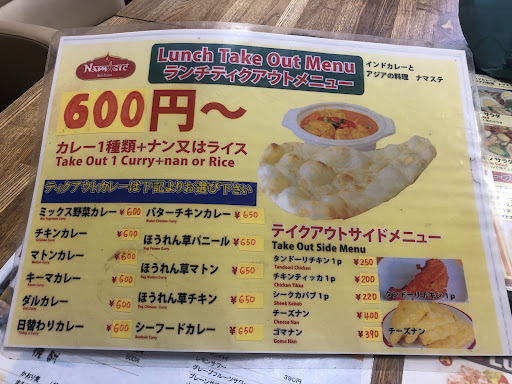 Namaste
Lunch Take Out Menu
ランチティクアウトメニュー
インドカレーと
アジアの料理 ナマステ
600円～
カレー1種類+ナン又はライス
Take Out 1 Curry+nan or Rice
ティクアウトカレーは下記よりお選び下さい
ミックス野菜カレー ¥600
チキンカレー ¥600
マトンカレー ¥600
キーマカレー ¥600
ダルカレー ¥600
日替わりカレー ¥600
バターチキンカレー ¥650
ほうれん草パニール ¥650
ほうれん草マトン ¥650
ほうれん草チキン ¥650
シーフードカレー ¥650
テイクアウトサイドメニュー
Take Out Side Menu
タンドーリチキン1p ¥250
Tandoori Chicken
チキンティッカ1p ¥200
Chicken Tikka
シークカバブ1p ¥220
Sheek Kebab
チーズナン ¥400
Cheese Nan
ゴマナン ¥390
Goma Nan
タンドーリチキン1p
チーズナン